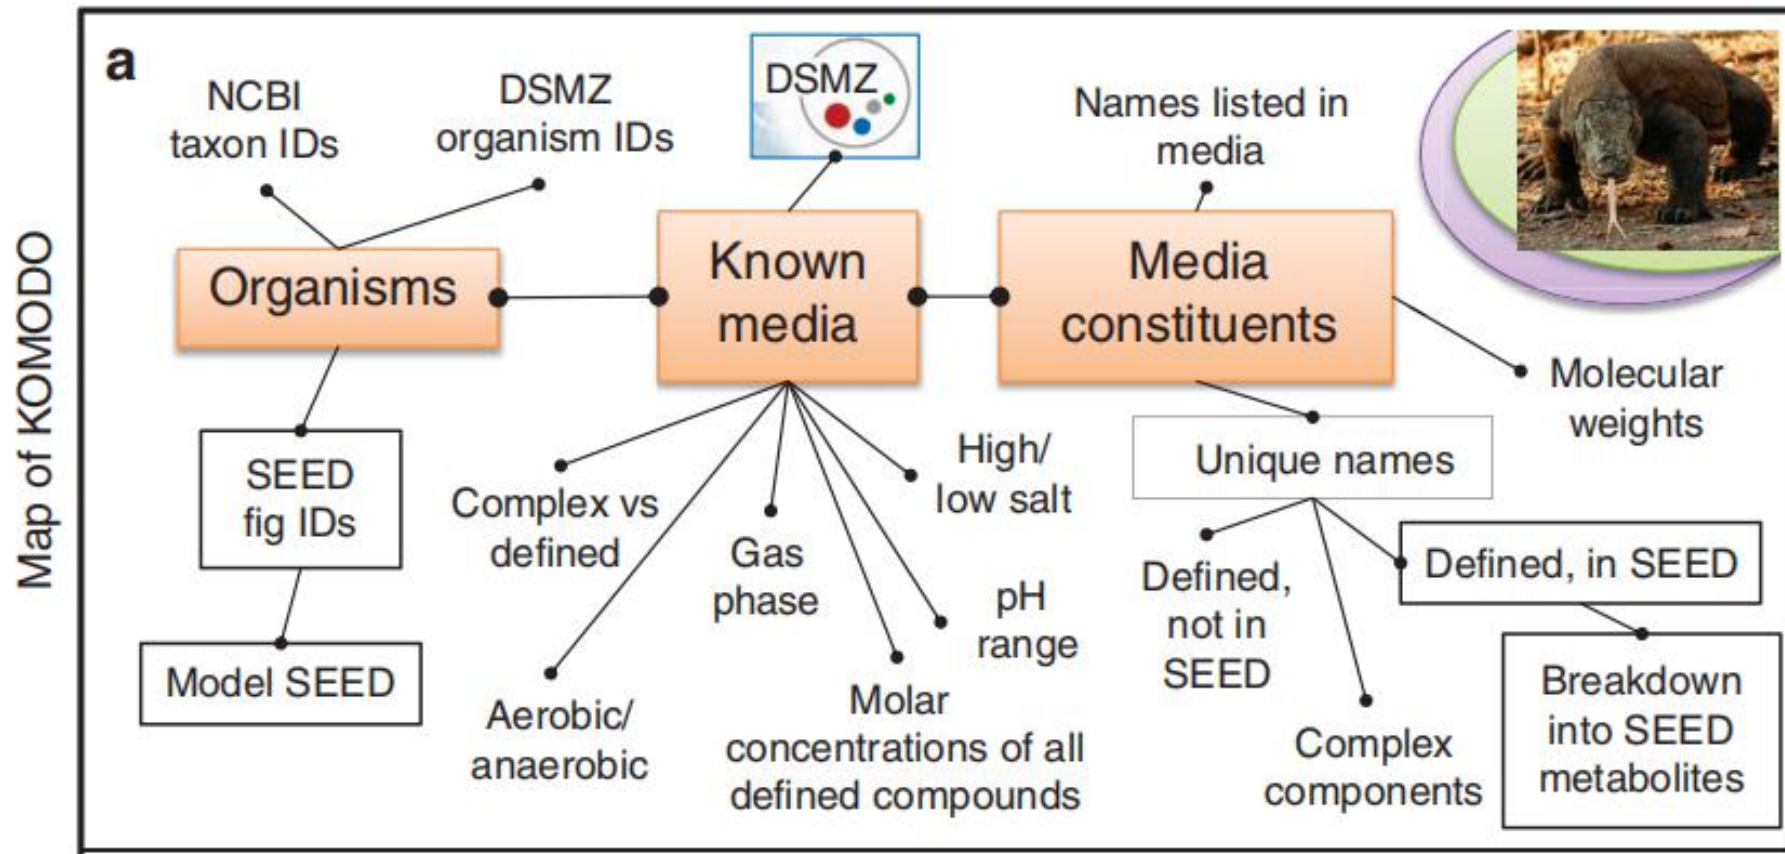 a
Map of KOMODO
NCBI
taxon IDs
DSMZ
organism IDs
DSMZ
Names listed in
media
Organisms
Known
media
Media
constituents
Molecular
weights
SEED
fig IDs
Model SEED
Complex vs
defined
Aerobic/
anaerobic
Gas
phase
Molar
concentrations of all
defined compounds
pH
range
High/
low salt
Unique names
Defined,
not in
SEED
Complex
components
Defined, in SEED
Breakdown
into SEED
metabolites